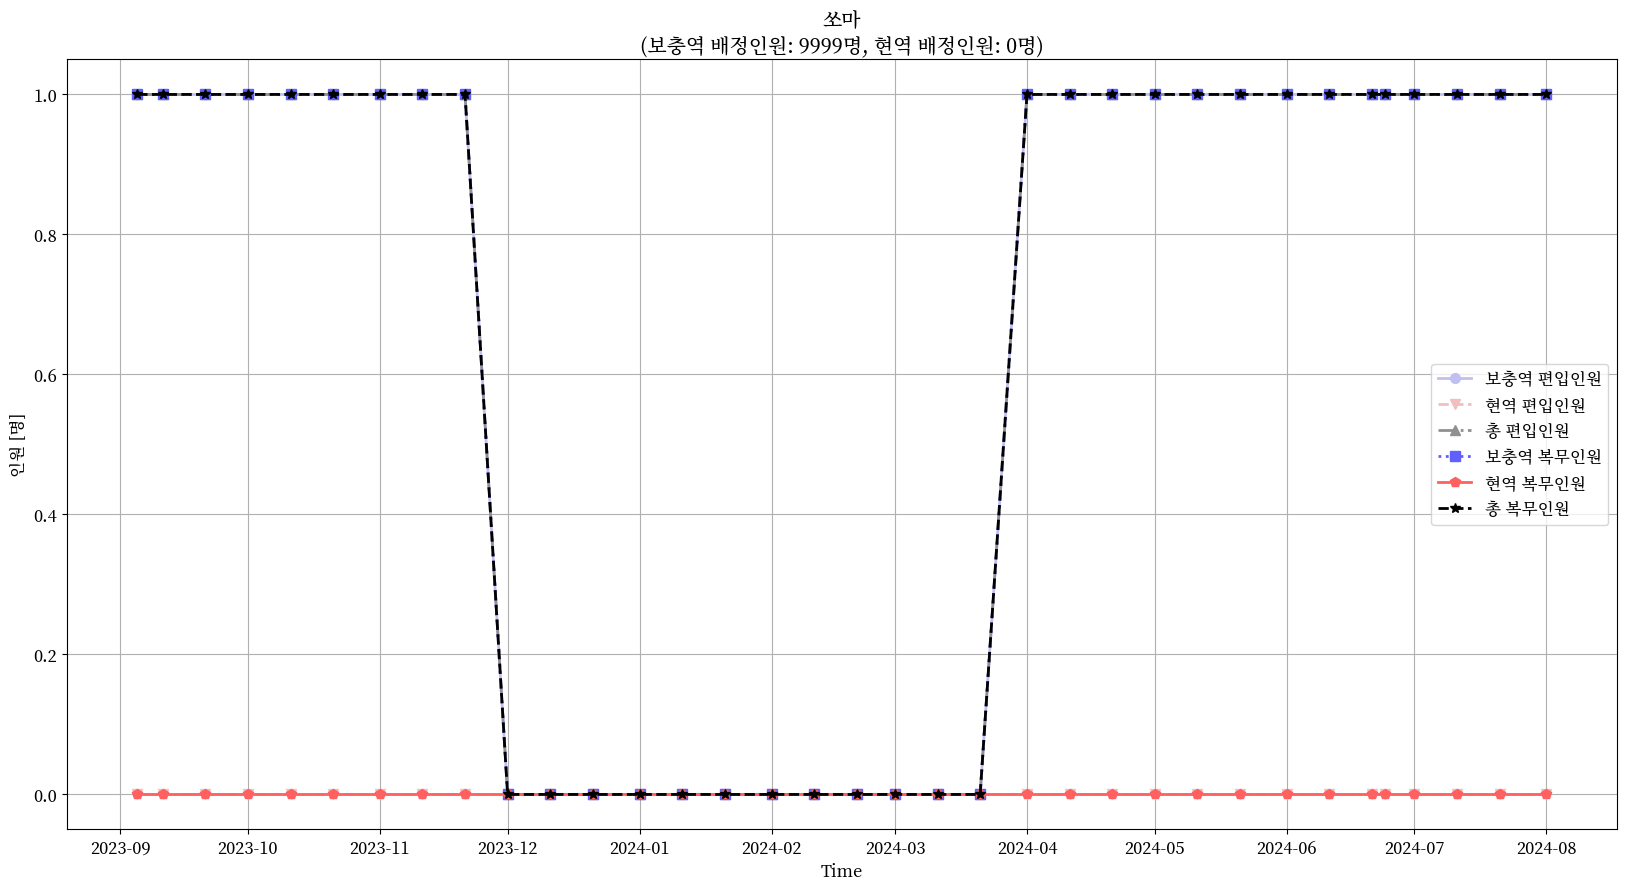 쏘마
(보충역 배정인원: 9999명, 현역 배정인원: 0명)
인원 [명]
1.0
0.8
0.6
0.4
0.2
0.0
보충역 편입인원
현역 편입인원
총 편입인원
보충역 복무인원
현역 복무인원
총 복무인원
2023-09 2023-10 2023-11 2023-12 2024-01 2024-02 2024-03 2024-04 2024-05 2024-06 2024-07 2024-08
Time